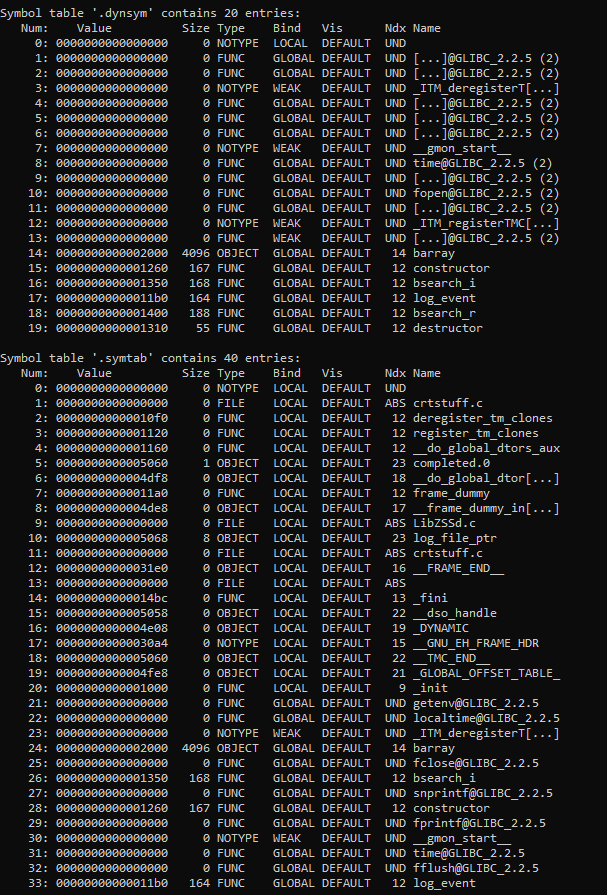 Symbol table '.dynsym' contains 20 entries:
Num: Value Size Type Bind Vis Ndx Name
0: 0000000000000000 0 NOTYPE LOCAL DEFAULT UND
1: 0000000000000000 0 FUNC GLOBAL DEFAULT UND [...]@GLIBC_2.2.5 (2)
2: 0000000000000000 0 FUNC GLOBAL DEFAULT UND [...]@GLIBC_2.2.5 (2)
3: 0000000000000000 0 NOTYPE WEAK DEFAULT UND _ITM_deregisterT[...]
4: 0000000000000000 0 FUNC GLOBAL DEFAULT UND [...]@GLIBC_2.2.5 (2)
5: 0000000000000000 0 FUNC GLOBAL DEFAULT UND [...]@GLIBC_2.2.5 (2)
6: 0000000000000000 0 FUNC GLOBAL DEFAULT UND [...]@GLIBC_2.2.5 (2)
7: 0000000000000000 0 NOTYPE WEAK DEFAULT UND __gmon_start__
8: 0000000000000000 0 FUNC GLOBAL DEFAULT UND time@GLIBC_2.2.5 (2)
9: 0000000000000000 0 FUNC GLOBAL DEFAULT UND [...]@GLIBC_2.2.5 (2)
10: 0000000000000000 0 FUNC GLOBAL DEFAULT UND fopen@GLIBC_2.2.5 (2)
11: 0000000000000000 0 FUNC GLOBAL DEFAULT UND [...]@GLIBC_2.2.5 (2)
12: 0000000000000000 0 NOTYPE WEAK DEFAULT UND _ITM_registerTMC[...]
13: 0000000000000000 0 FUNC WEAK DEFAULT UND [...]@GLIBC_2.2.5 (2)
14: 0000000000002000 4096 OBJECT GLOBAL DEFAULT 14 barray
15: 0000000000001260 167 FUNC GLOBAL DEFAULT 12 constructor
16: 0000000000001350 168 FUNC GLOBAL DEFAULT 12 bsearch_i
17: 00000000000011b0 164 FUNC GLOBAL DEFAULT 12 log_event
18: 0000000000001400 188 FUNC GLOBAL DEFAULT 12 bsearch_r
19: 0000000000001310 55 FUNC GLOBAL DEFAULT 12 destructor
Symbol table '.symtab' contains 40 entries:
Num: Value Size Type Bind Vis Ndx Name
0: 0000000000000000 0 NOTYPE LOCAL DEFAULT UND
1: 0000000000000000 0 FILE LOCAL DEFAULT ABS crtstuff.c
2: 00000000000010f0 0 FUNC LOCAL DEFAULT 12 deregister_tm_clones
3: 0000000000001120 0 FUNC LOCAL DEFAULT 12 register_tm_clones
4: 0000000000001160 0 FUNC LOCAL DEFAULT 12 __do_global_dtors_aux
5: 0000000000005060 1 OBJECT LOCAL DEFAULT 23 completed.0
6: 0000000000004df8 0 OBJECT LOCAL DEFAULT 18 __do_global_dtor[...]
7: 00000000000011a0 0 FUNC LOCAL DEFAULT 12 frame_dummy
8: 0000000000004de8 0 OBJECT LOCAL DEFAULT 17 __frame_dummy_in[...]
9: 0000000000000000 0 FILE LOCAL DEFAULT ABS LibZSSd.c
10: 0000000000005068 8 OBJECT LOCAL DEFAULT 23 log_file_ptr
11: 0000000000000000 0 FILE LOCAL DEFAULT ABS crtstuff.c
12: 00000000000031e0 0 OBJECT LOCAL DEFAULT 16 __FRAME_END__
13: 0000000000000000 0 FILE LOCAL DEFAULT ABS
14: 00000000000014bc 0 FUNC LOCAL DEFAULT 13 _fini
15: 0000000000005058 0 OBJECT LOCAL DEFAULT 22 __dso_handle
16: 0000000000004e08 0 OBJECT LOCAL DEFAULT 19 _DYNAMIC
17: 00000000000030a4 0 NOTYPE LOCAL DEFAULT 15 __GNU_EH_FRAME_HDR
18: 0000000000005060 0 OBJECT LOCAL DEFAULT 22 __TMC_END__
19: 0000000000004fe8 0 OBJECT LOCAL DEFAULT 21 _GLOBAL_OFFSET_TABLE_
20: 0000000000001000 0 FUNC LOCAL DEFAULT 9 _init
21: 0000000000000000 0 FUNC GLOBAL DEFAULT UND getenv@GLIBC_2.2.5
22: 0000000000000000 0 FUNC GLOBAL DEFAULT UND localtime@GLIBC_2.2.5
23: 0000000000000000 0 NOTYPE WEAK DEFAULT UND _ITM_deregisterT[...]
24: 0000000000002000 4096 OBJECT GLOBAL DEFAULT 14 barray
25: 0000000000000000 0 FUNC GLOBAL DEFAULT UND fclose@GLIBC_2.2.5
26: 0000000000001350 168 FUNC GLOBAL DEFAULT 12 bsearch_i
27: 0000000000000000 0 FUNC GLOBAL DEFAULT UND snprintf@GLIBC_2.2.5
28: 0000000000001260 167 FUNC GLOBAL DEFAULT 12 constructor
29: 0000000000000000 0 FUNC GLOBAL DEFAULT UND fprintf@GLIBC_2.2.5
30: 0000000000000000 0 NOTYPE WEAK DEFAULT UND __gmon_start__
31: 0000000000000000 0 FUNC GLOBAL DEFAULT UND time@GLIBC_2.2.5
32: 0000000000000000 0 FUNC GLOBAL DEFAULT UND fflush@GLIBC_2.2.5
33: 00000000000011b0 164 FUNC GLOBAL DEFAULT 12 log_event